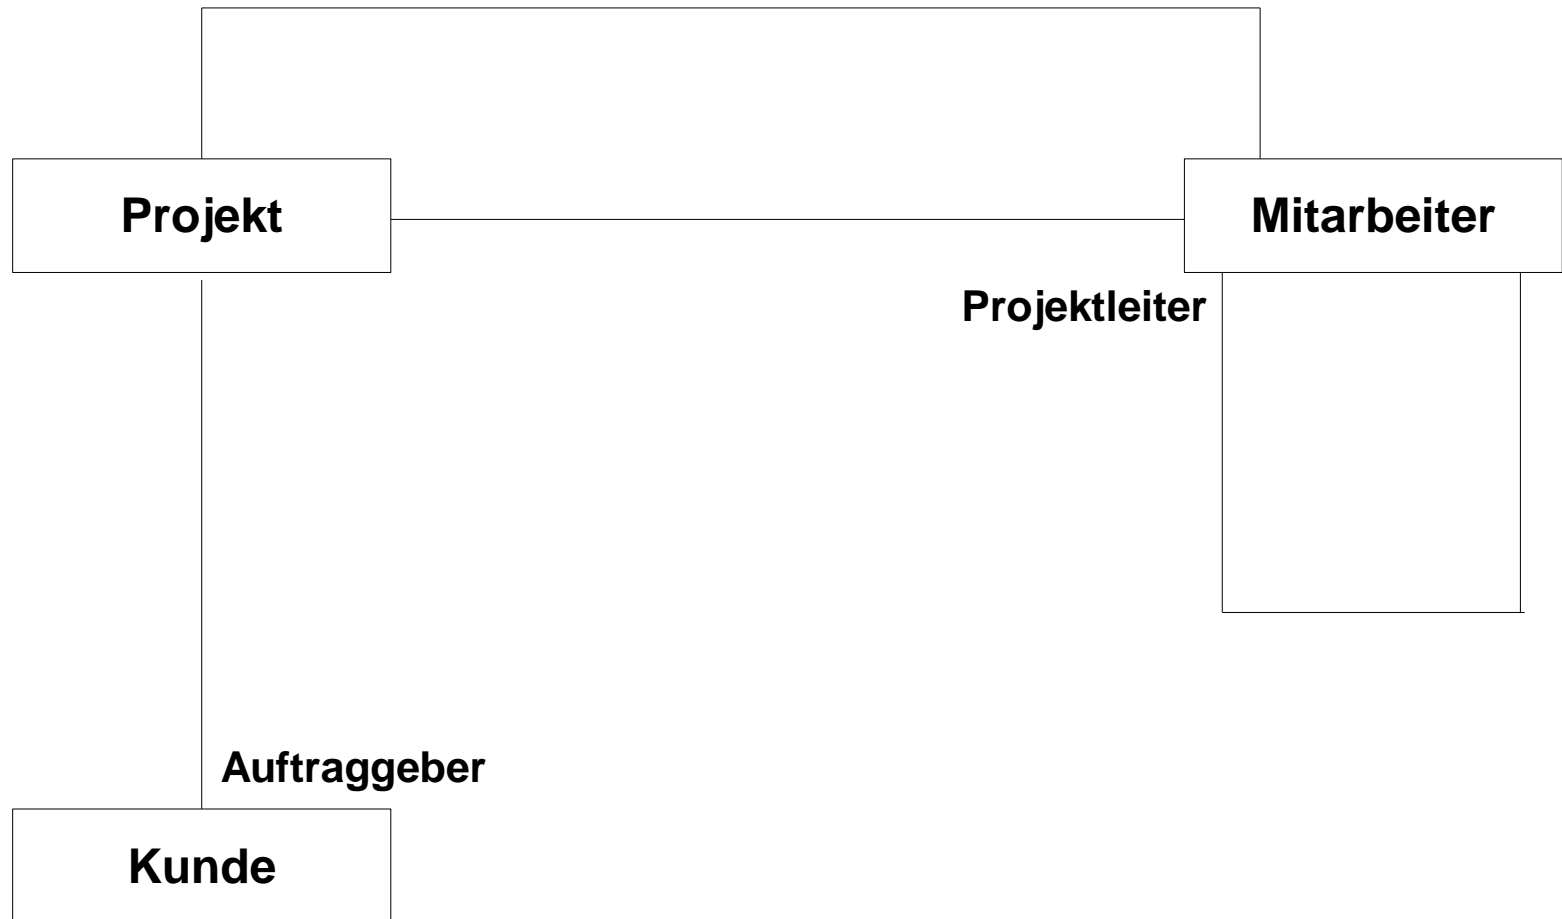 Projekt
Mitarbeiter
Projektleiter
Auftraggeber
Kunde